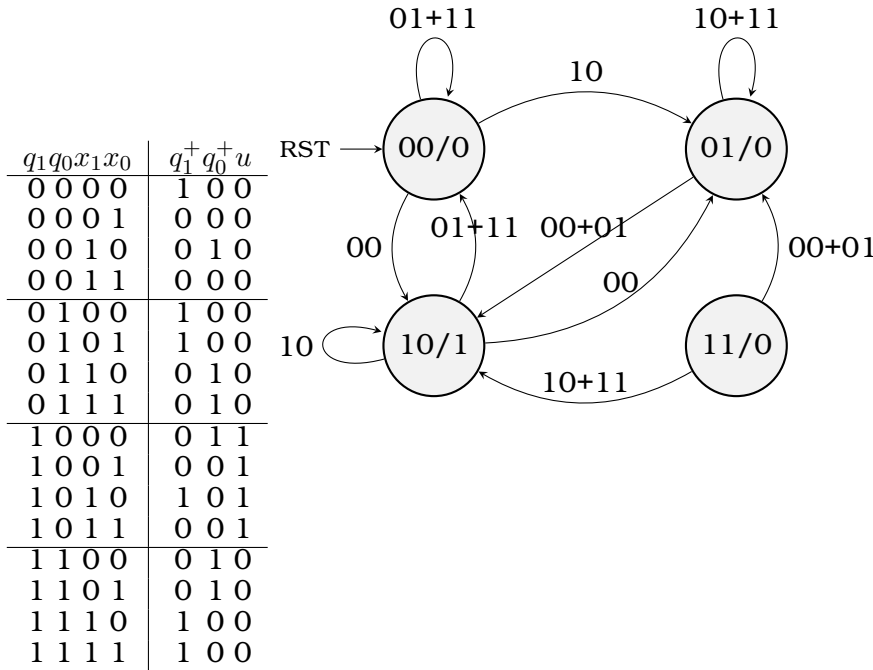 q₁q₀x₁x₀ q₁⁺q₀⁺u
0 0 0 0 1 0 0
0 0 0 1 0 0 0
0 0 1 0 0 1 0
0 0 1 1 0 0 0
0 1 0 0 1 0 0
0 1 0 1 1 0 0
0 1 1 0 0 1 0
0 1 1 1 0 1 0
1 0 0 0 0 1 1
1 0 0 1 0 0 1
1 0 1 0 1 0 1
1 0 1 1 0 0 1
1 1 0 0 0 1 0
1 1 0 1 0 1 0
1 1 1 0 1 0 0
1 1 1 1 1 0 0
01+11
10+11
10
RST
00/0
01/0
00
01+11
00+01
00+01
00
10
10/1
11/0
10+11